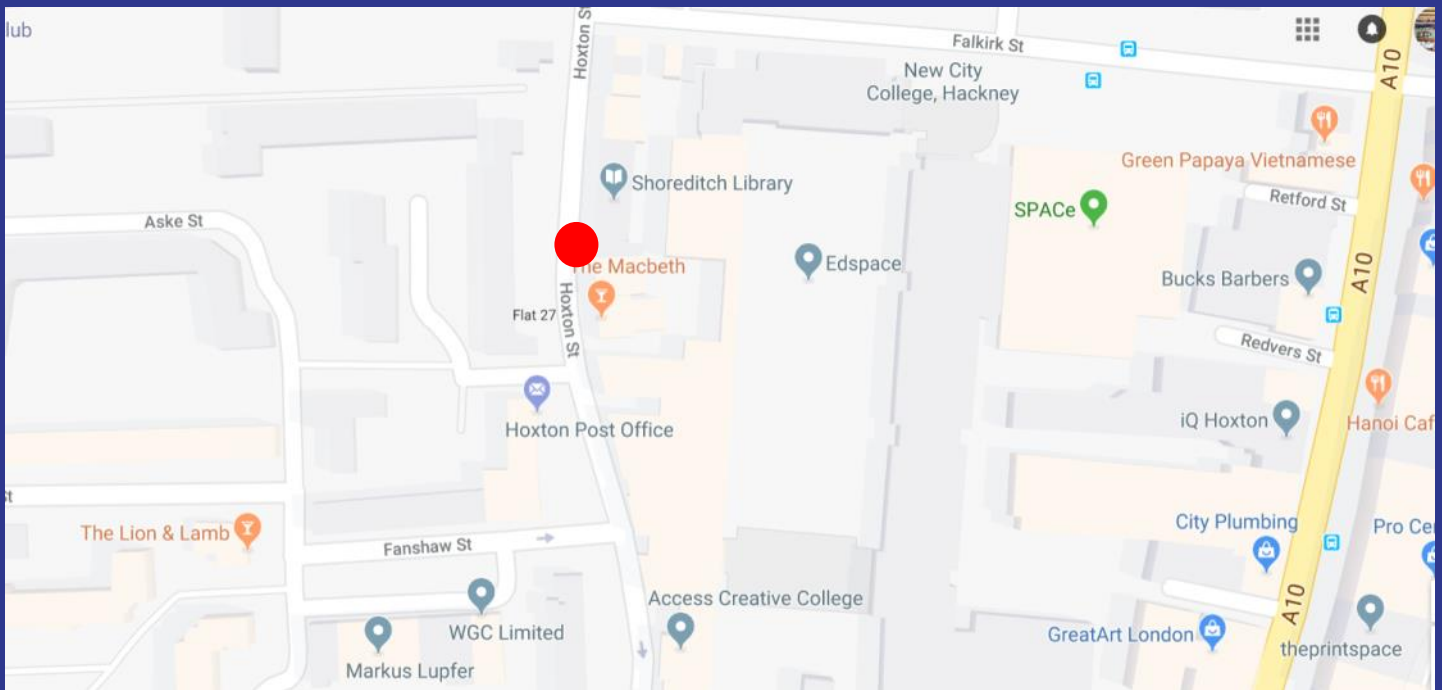 lub
Hoxton St
Falkirk St
A10
New City
College, Hackney
Green Papaya Vietnamese
Shoreditch Library
Retford St
SPACe
Aske St
Edspace
The Macbeth
A10
Bucks Barbers
Hoxton St
Flat 27
Redvers St
Hoxton Post Office
iQ Hoxton
Hanoi Caf
City Plumbing
Pro Cer
The Lion & Lamb
Fanshaw St
Access Creative College
A10
WGC Limited
GreatArt London
theprintspace
Markus Lupfer